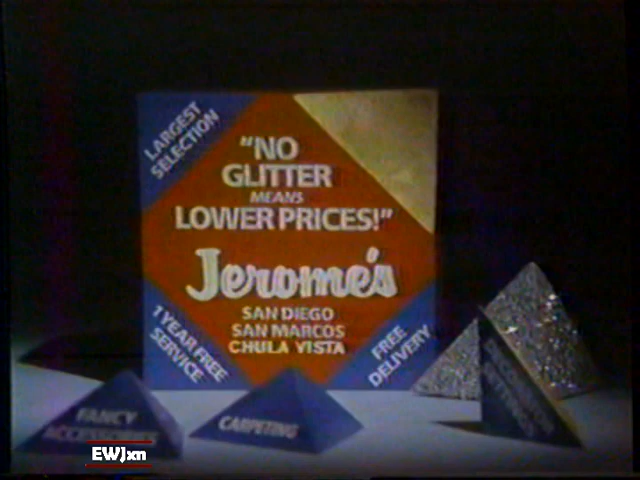 LARGEST
SELECTION
"NO
GLITTER
MEANS
LOWER PRICES!"
Jerome's
SAN DIEGO
SAN MARCOS
CHULA VISTA
1 YEAR FREE
SERVICE
FREE
DELIVERY
FANCY
ACCESSORIES
CARPETING
EWJxn